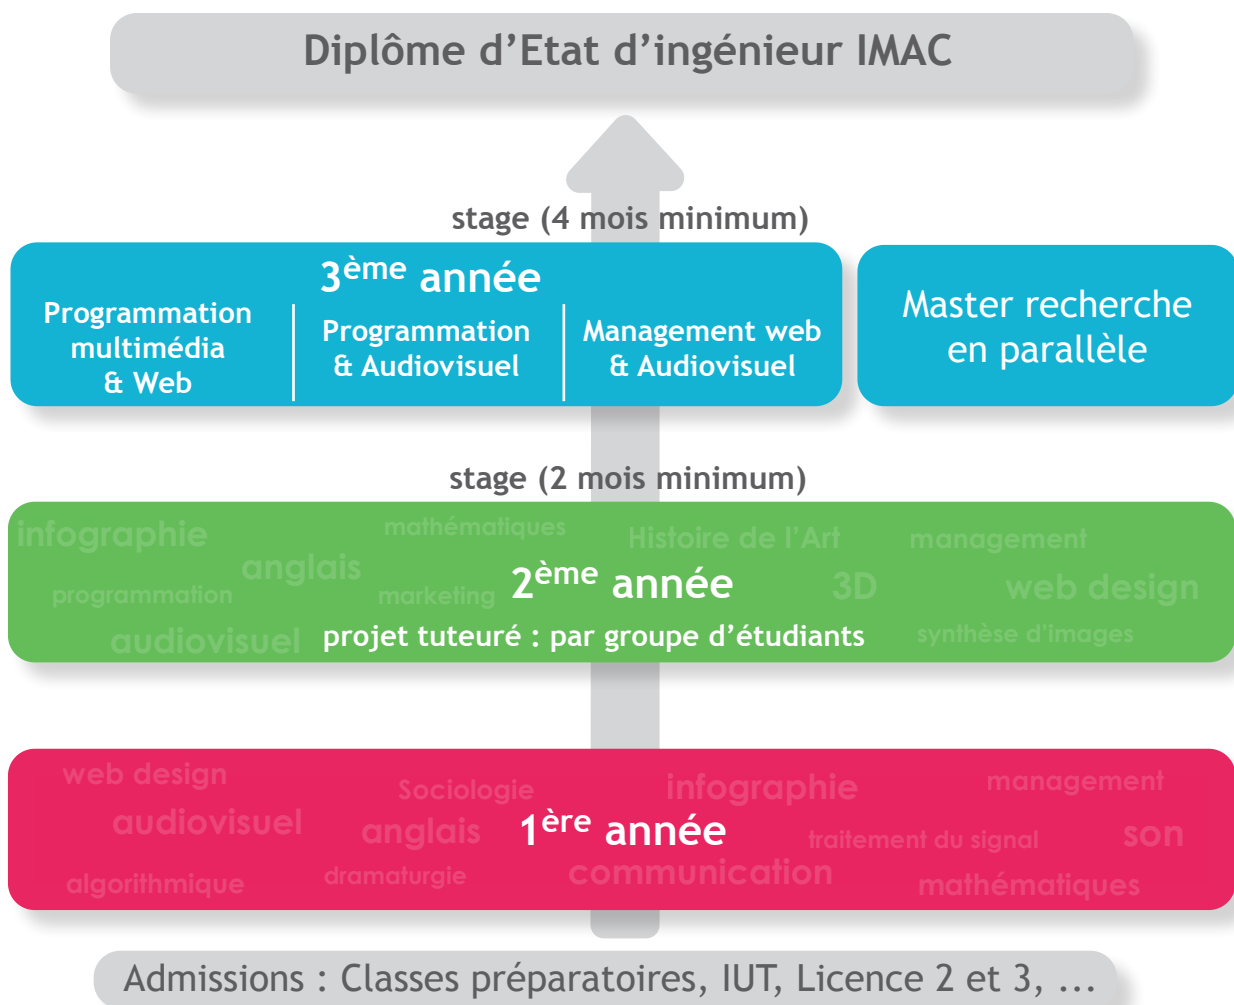 Diplôme d'Etat d'ingénieur IMAC
stage (4 mois minimum)
3ème année
Programmation
multimédia
& Web
Programmation
& Audiovisuel
Management web
& Audiovisuel
Master recherche
en parallèle
stage (2 mois minimum)
infographie
mathématiques
Histoire de l'Art
management
anglais
2ème année
3D
web design
programmation
marketing
audiovisuel
projet tuteuré : par groupe d'étudiants
synthèse d'images
web design
Sociologie
infographie
management
audiovisuel
anglais
1ère année
traitement du signal
son
algorithmique
dramaturgie
communication
mathématiques
Admissions : Classes préparatoires, IUT, Licence 2 et 3, ...